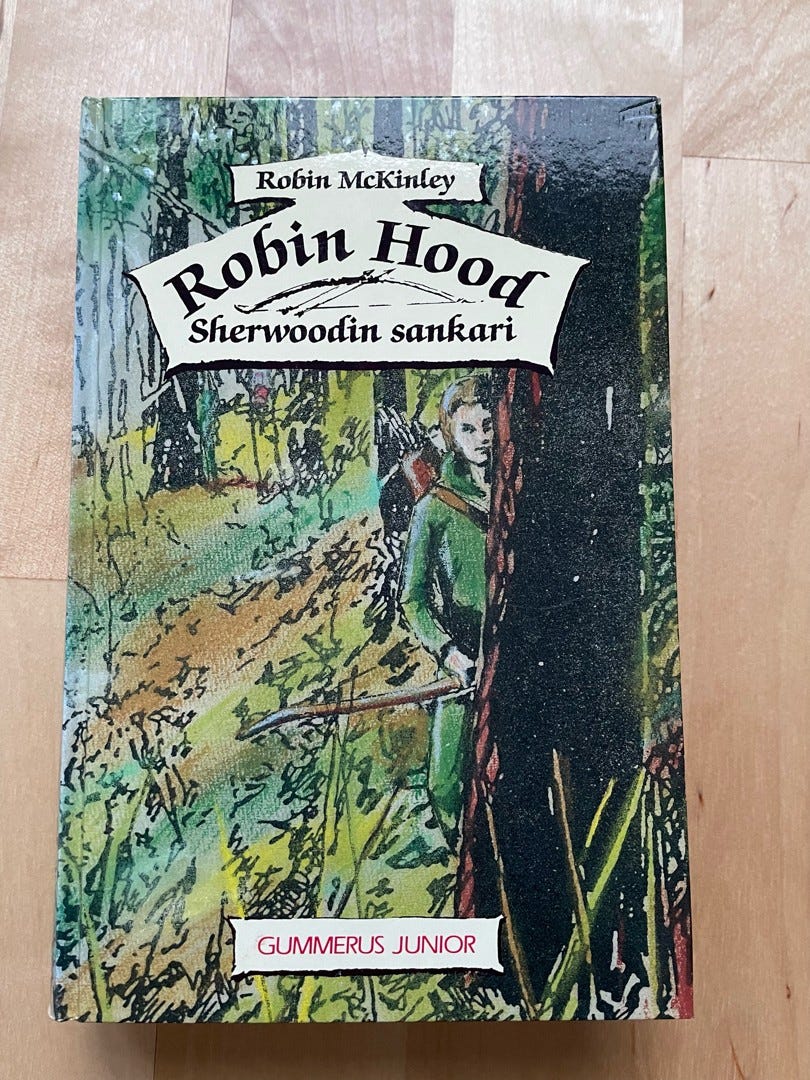 Robin McKinley
Robin Hood
Sherwoodin sankari
GUMMERUS JUNIOR